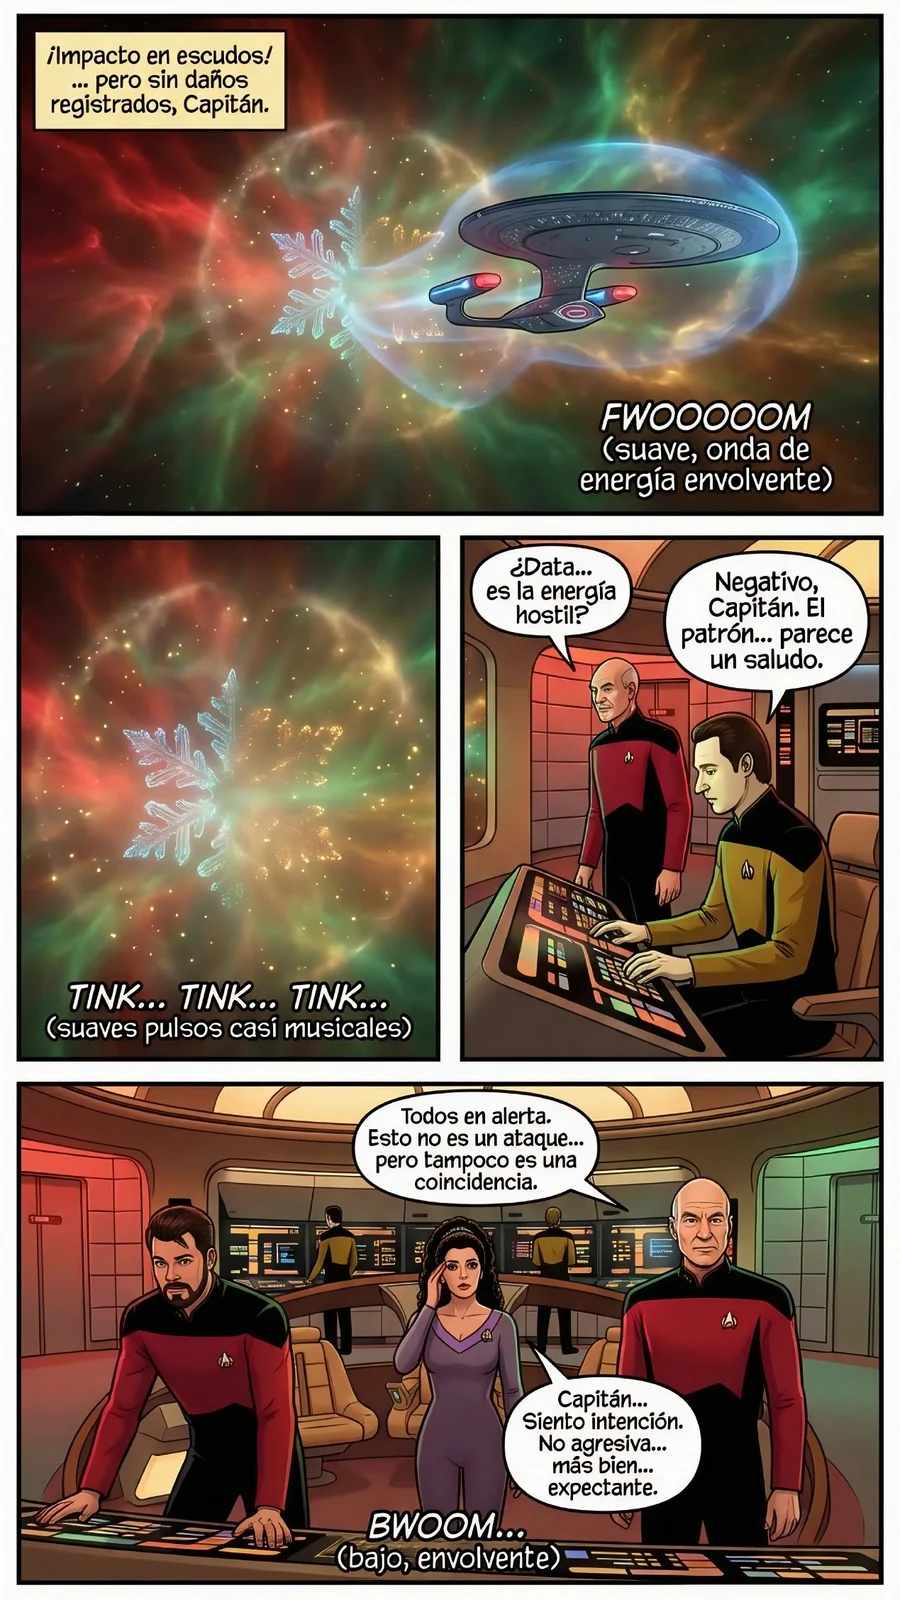 ¡Impacto en escudos!
... pero sin daños
registrados, Capitán.
FWOOOOOM
(suave, onda de
energía envolvente)
TINK... TINK... TINK...
(suaves pulsos casi musicales)
¿Data...
es la energía
hostil?
Negativo,
Capitán. El
patrón... parece
un saludo.
Todos en alerta.
Esto no es un ataque...
pero tampoco es una
coincidencia.
Capitán...
Siento intención.
No agresiva...
más bien...
expectante.
BWOOM...
(bajo, envolvente)